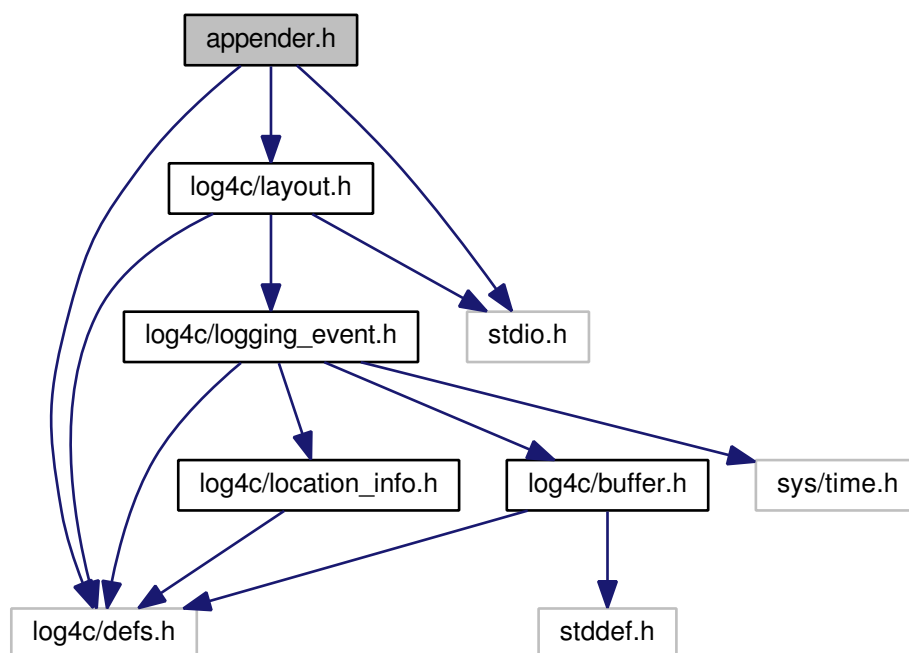 appender.h
log4c/layout.h
log4c/logging_event.h
stdio.h
log4c/location_info.h
log4c/buffer.h
sys/time.h
log4c/defs.h
stddef.h